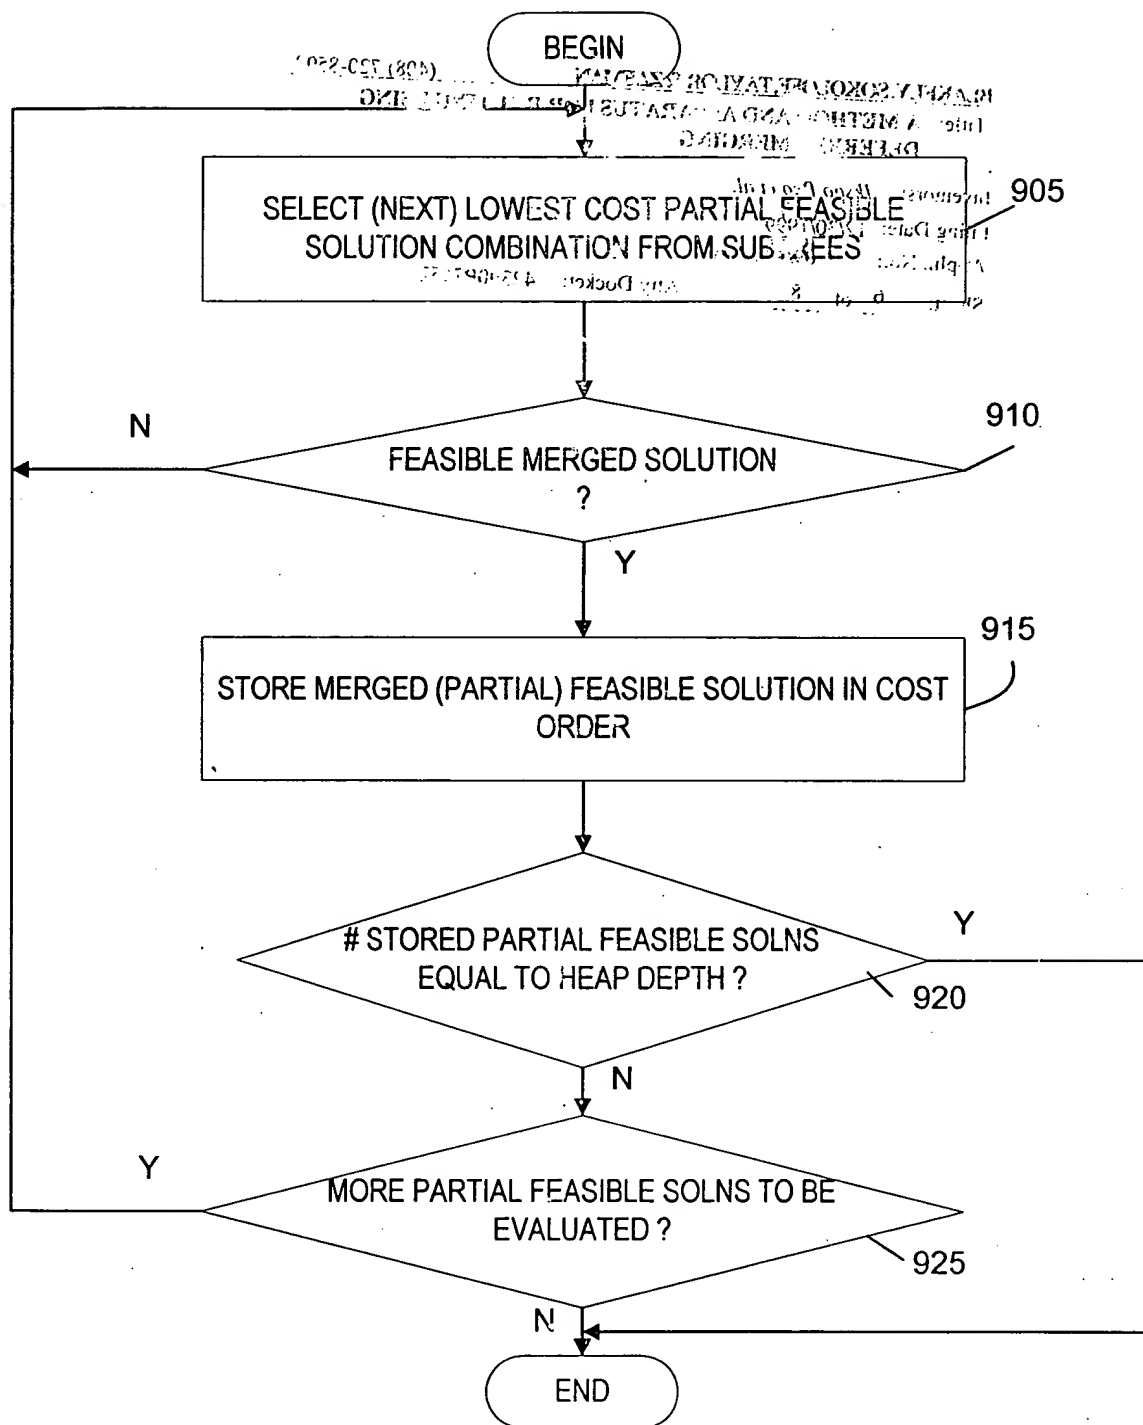 BEGIN
SELECT (NEXT) LOWEST COST PARTIAL FEASIBLE
SOLUTION COMBINATION FROM SUBTREES
905
N
910
FEASIBLE MERGED SOLUTION
?
Y
915
STORE MERGED (PARTIAL) FEASIBLE SOLUTION IN COST
ORDER
# STORED PARTIAL FEASIBLE SOLNS
EQUAL TO HEAP DEPTH ?
Y
920
N
Y
MORE PARTIAL FEASIBLE SOLNS TO BE
EVALUATED ?
925
N
END